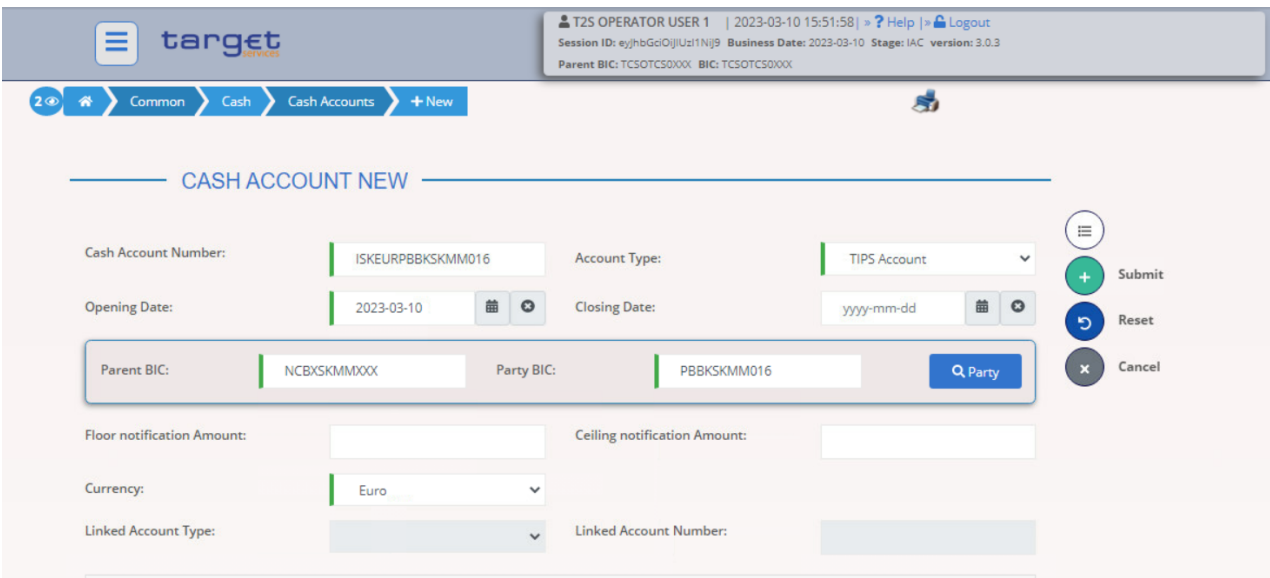 target
services
T2S OPERATOR USER 1 | 2023-03-10 15:51:58| » ? Help |» Logout
Session ID: eyJhbGciOiJIUzI1NiJ9 Business Date: 2023-03-10 Stage: IAC version: 3.0.3
Parent BIC: TCSOTCS0XXX BIC: TCSOTCS0XXX
2 Common Cash Cash Accounts + New
CASH ACCOUNT NEW
Cash Account Number: ISKEURPBBKSKMM016 Account Type: TIPS Account
Opening Date: 2023-03-10 Closing Date: yyyy-mm-dd
Parent BIC: NCBXSKMMXXX Party BIC: PBBKSKMM016 Party
Floor notification Amount: Ceiling notification Amount:
Currency: Euro
Linked Account Type: Linked Account Number:
Submit
Reset
Cancel